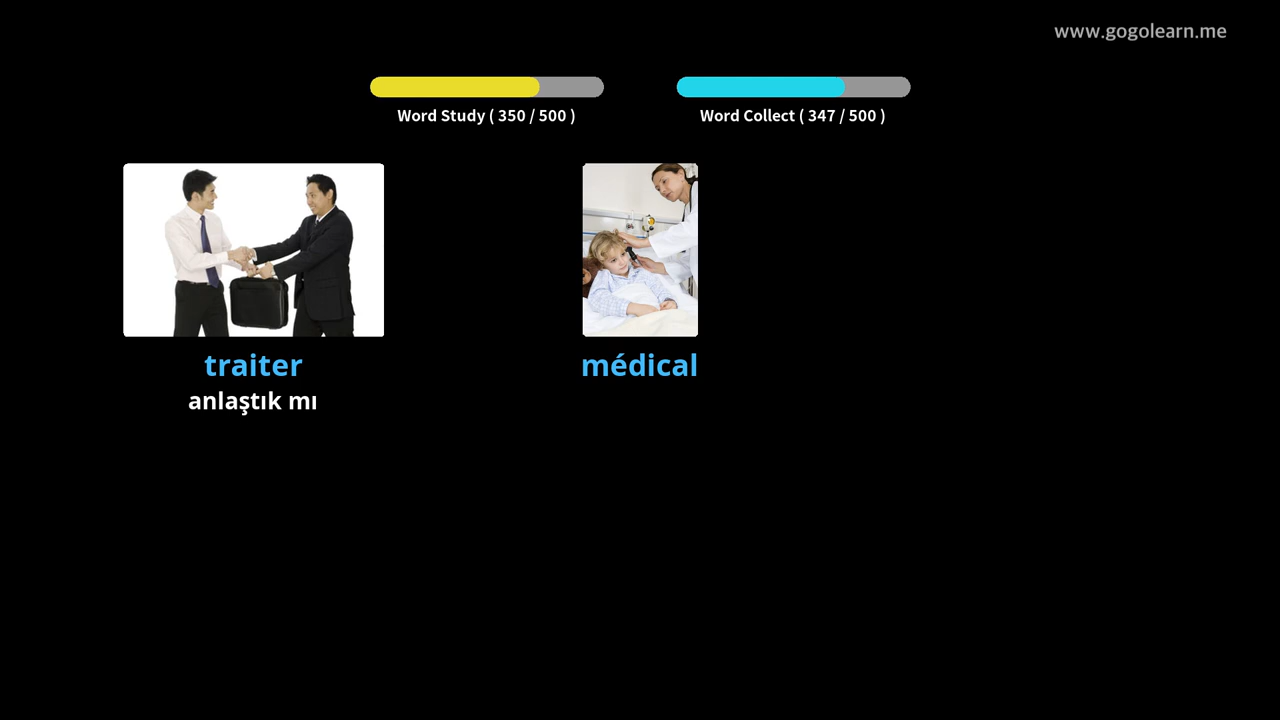 www.gogolearn.me
Word Study ( 350 / 500 )
Word Collect ( 347 / 500 )
traiter
médical
anlaştık mı